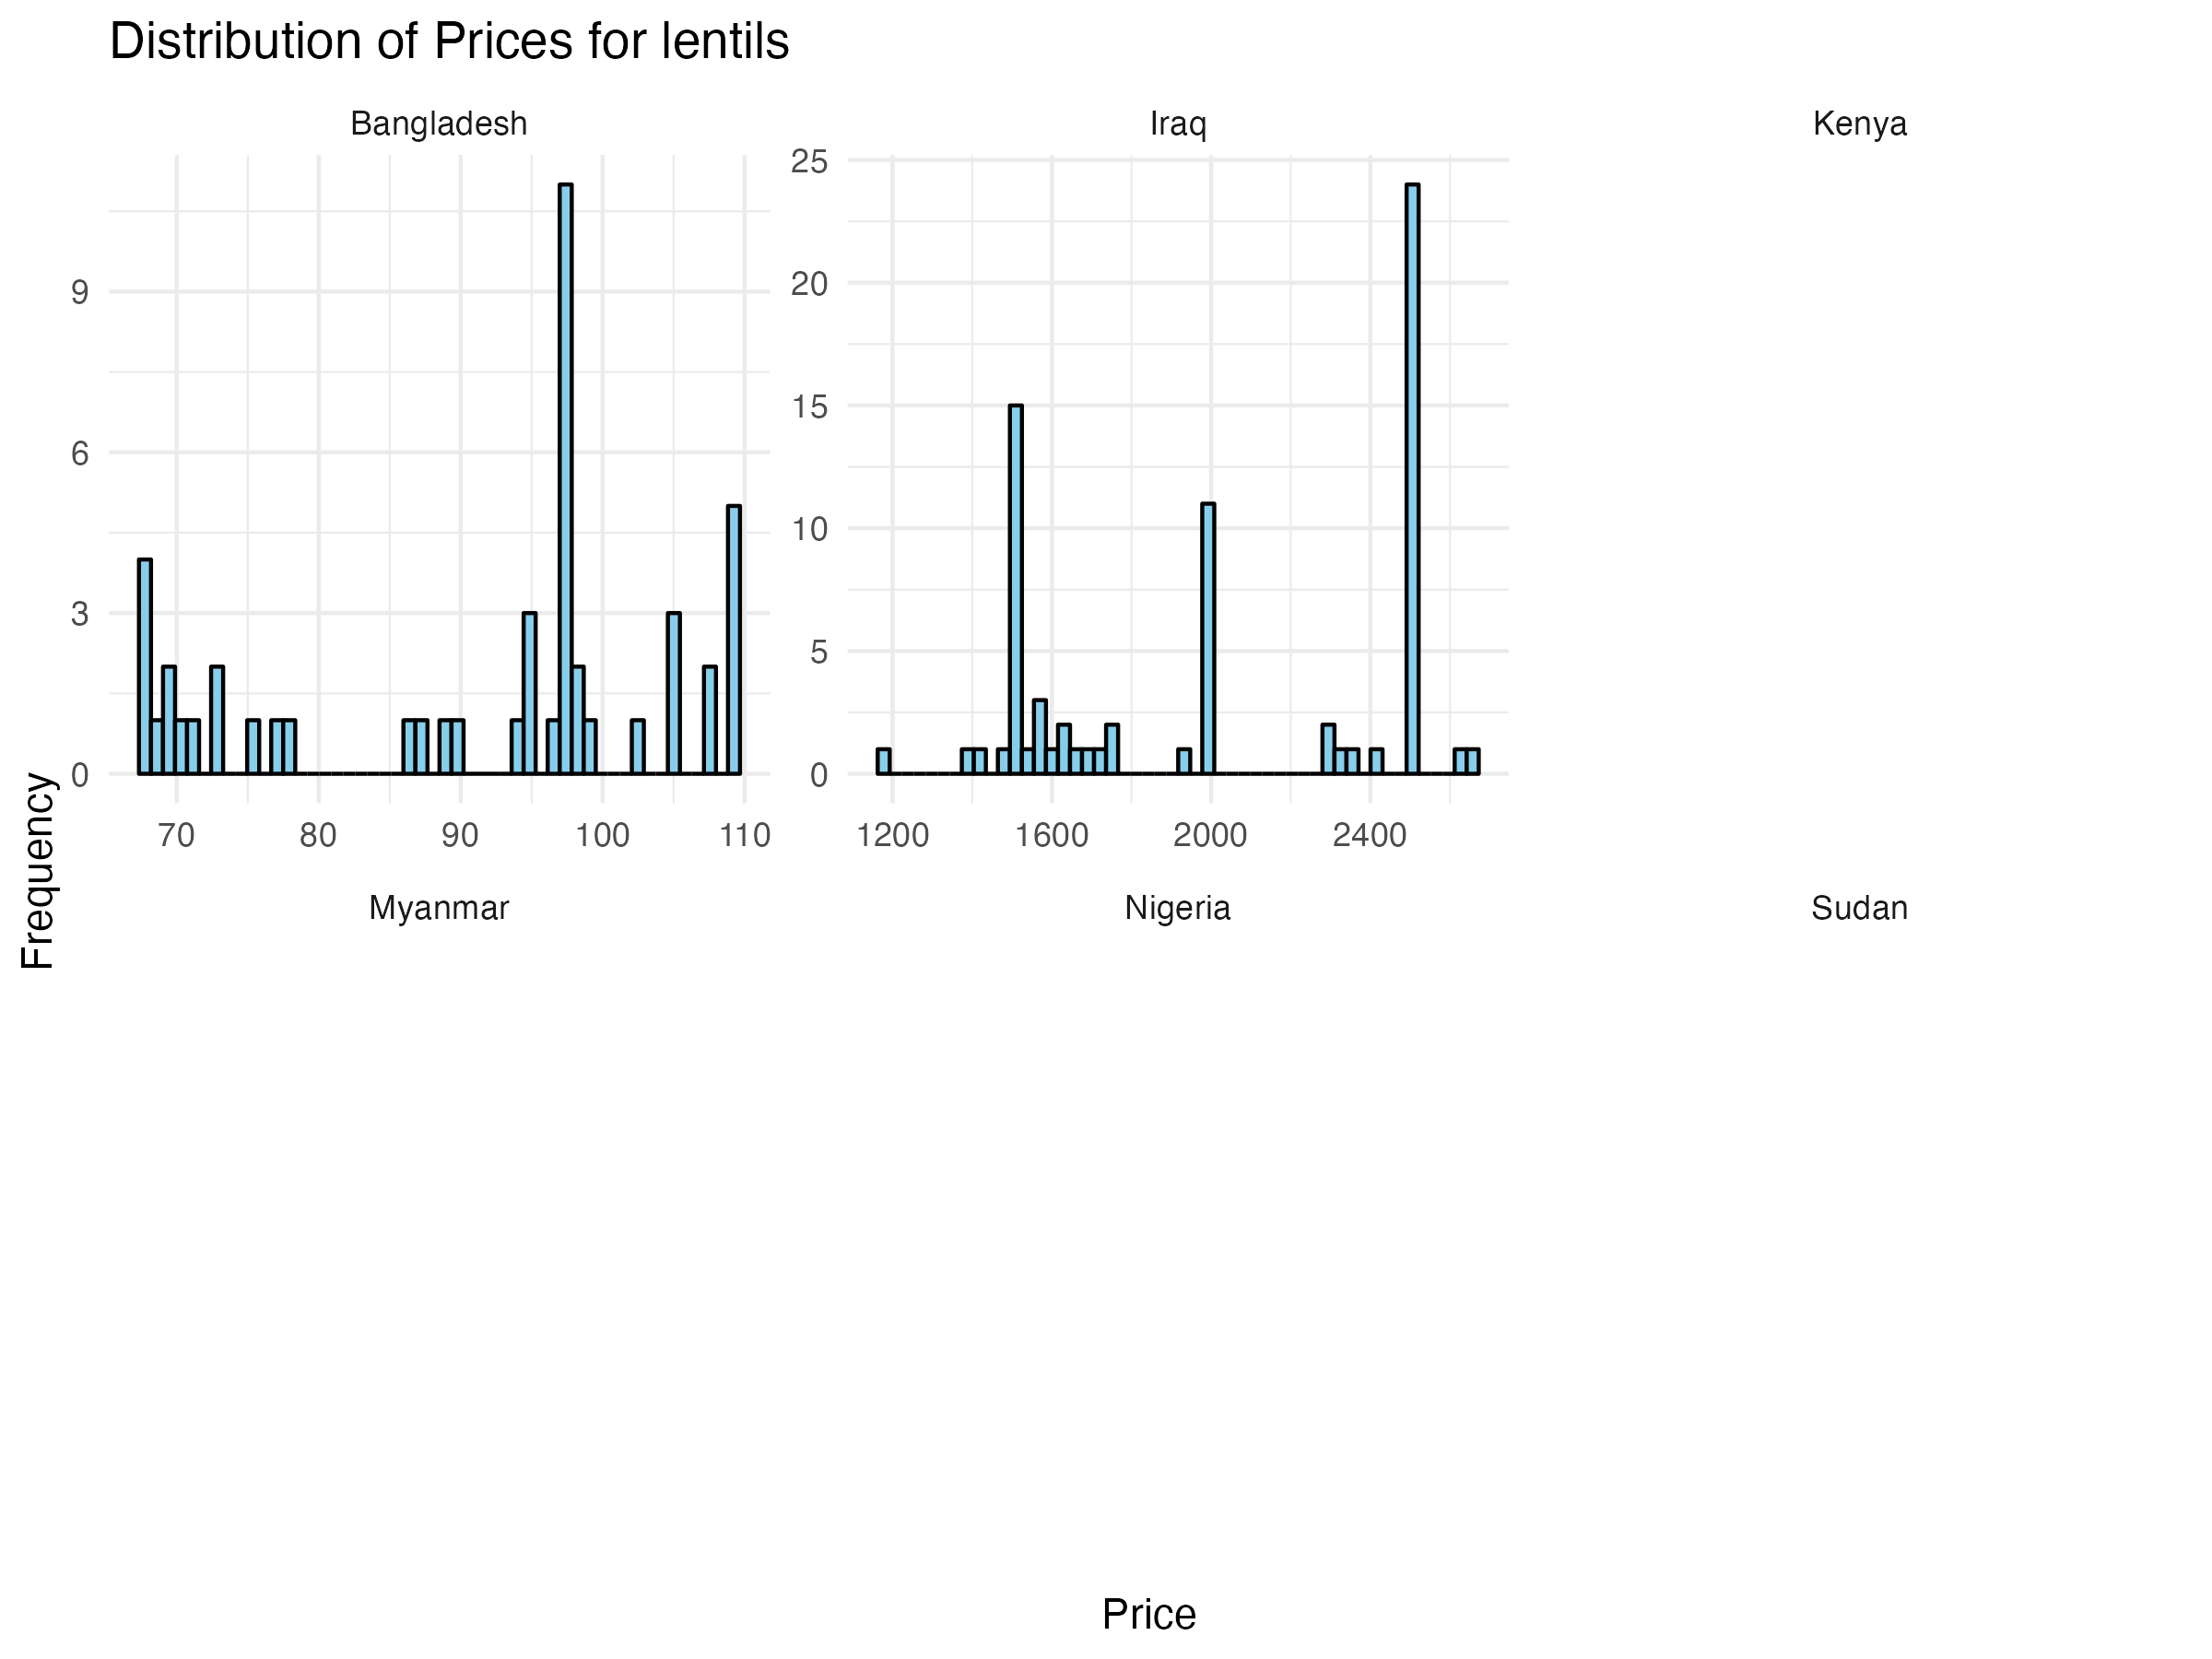 Distribution of Prices for lentils
Bangladesh
Iraq
Kenya
9
6
3
0
70 80 90 100 110
25
20
15
10
5
0
1200 1600 2000 2400
Myanmar
Nigeria
Sudan
Frequency
Price